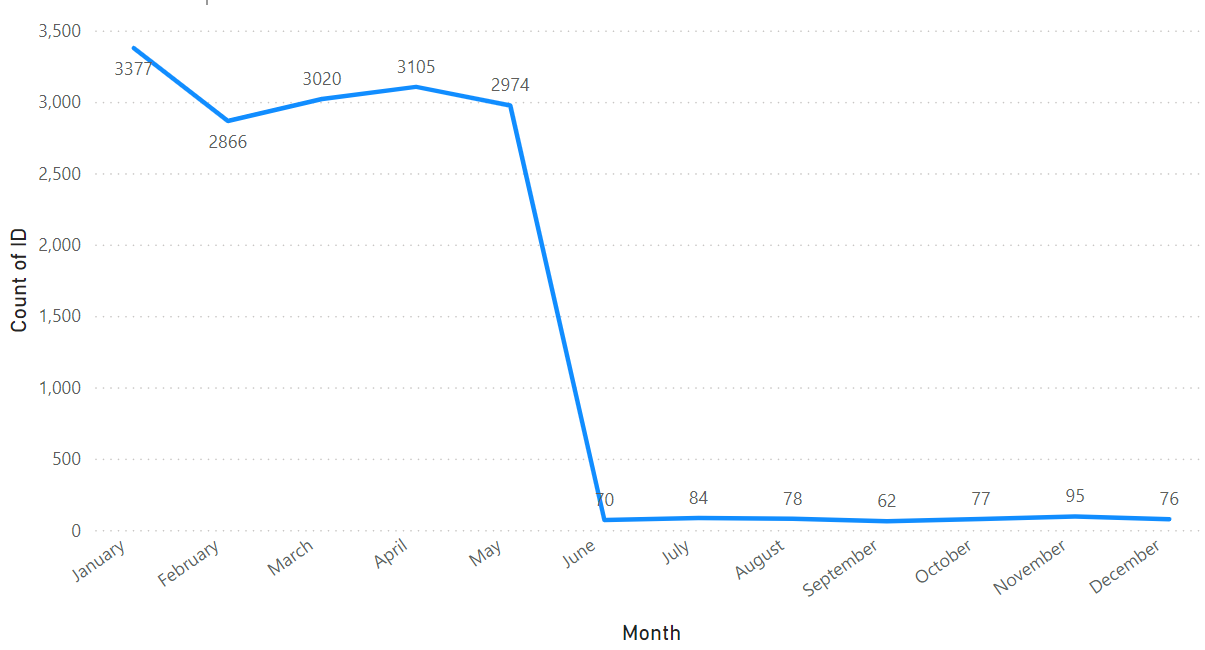 3,500
3,000
2,500
2,000
1,500
1,000
500
0
Count of ID
3377
2866
3020
3105
2974
70
84
78
62
77
95
76
January
February
March
April
May
June
July
August
September
October
November
December
Month